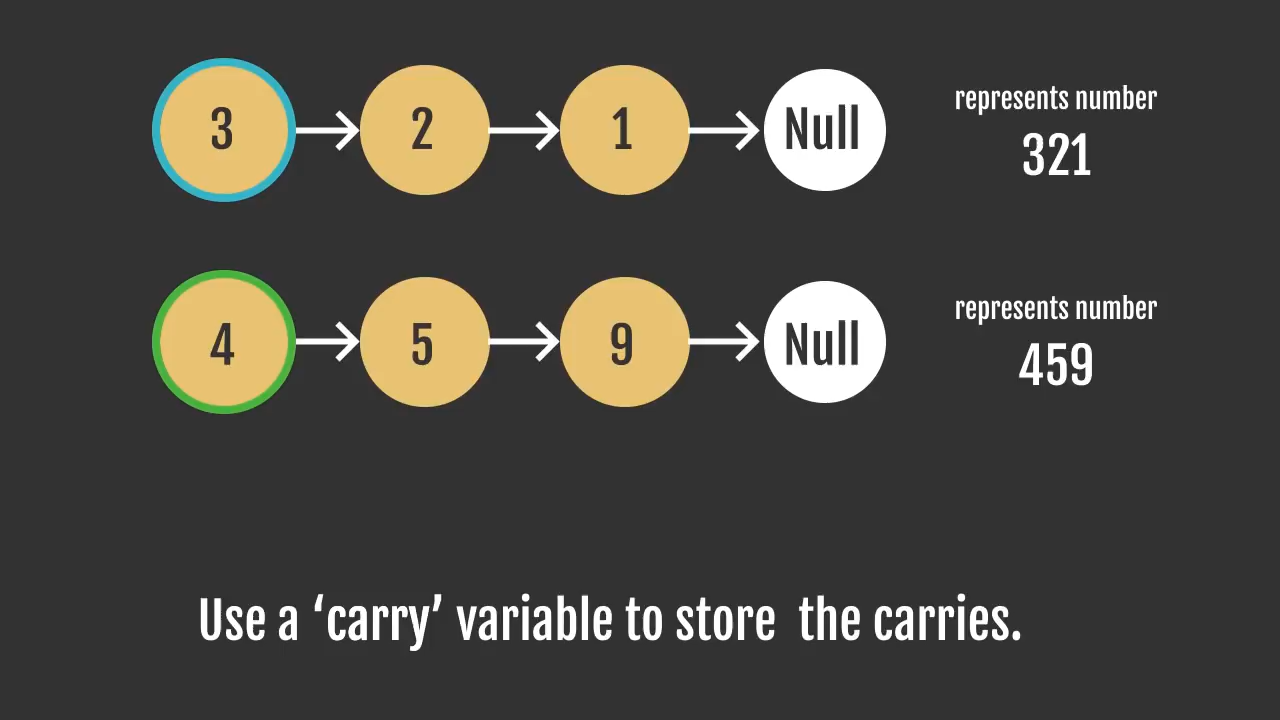 3 2 1 Null
represents number
321
4 5 9 Null
represents number
459
Use a ‘carry’ variable to store  the carries.